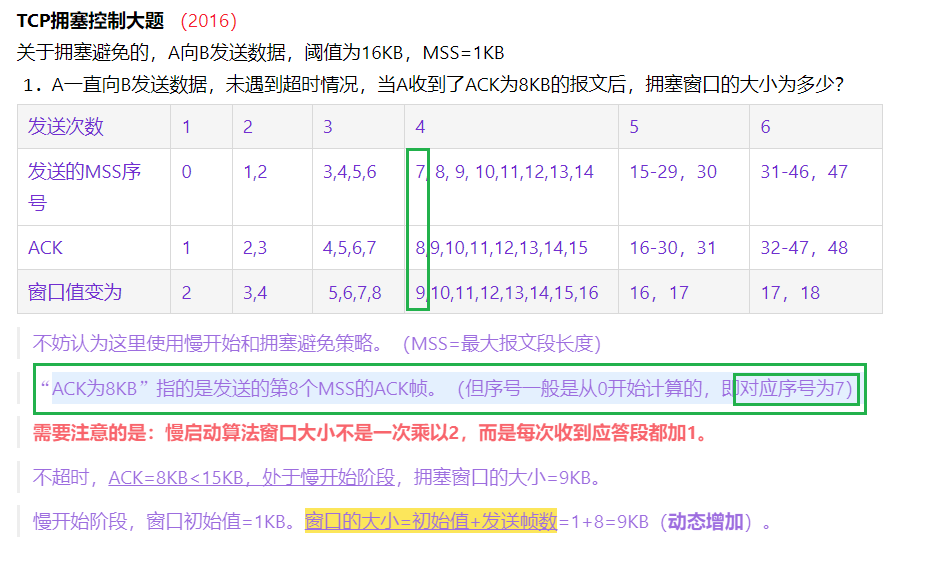 TCP拥塞控制大题 （2016）
关于拥塞避免的，A向B发送数据，阈值为16KB，MSS=1KB
1．A一直向B发送数据，未遇到超时情况，当A收到了ACK为8KB的报文后，拥塞窗口的大小为多少？
发送次数 1 2 3 4 5 6
发送的MSS序号 0 1,2 3,4,5,6 7, 8, 9, 10,11,12,13,14 15-29，30 31-46，47
ACK 1 2,3 4,5,6,7 8,9,10,11,12,13,14,15 16-30，31 32-47，48
窗口值变为 2 3,4 5,6,7,8 9,10,11,12,13,14,15,16 16，17 17，18
不妨认为这里使用慢开始和拥塞避免策略。（MSS=最大报文段长度）
“ACK为8KB”指的是发送的第8个MSS的ACK帧。（但序号一般是从0开始计算的，即对应序号为7）
需要注意的是：慢启动算法窗口大小不是一次乘以2，而是每次收到应答段都加1。
不超时，ACK=8KB<15KB，处于慢开始阶段，拥塞窗口的大小=9KB。
慢开始阶段，窗口初始值=1KB。窗口的大小=初始值+发送帧数=1+8=9KB（动态增加）。